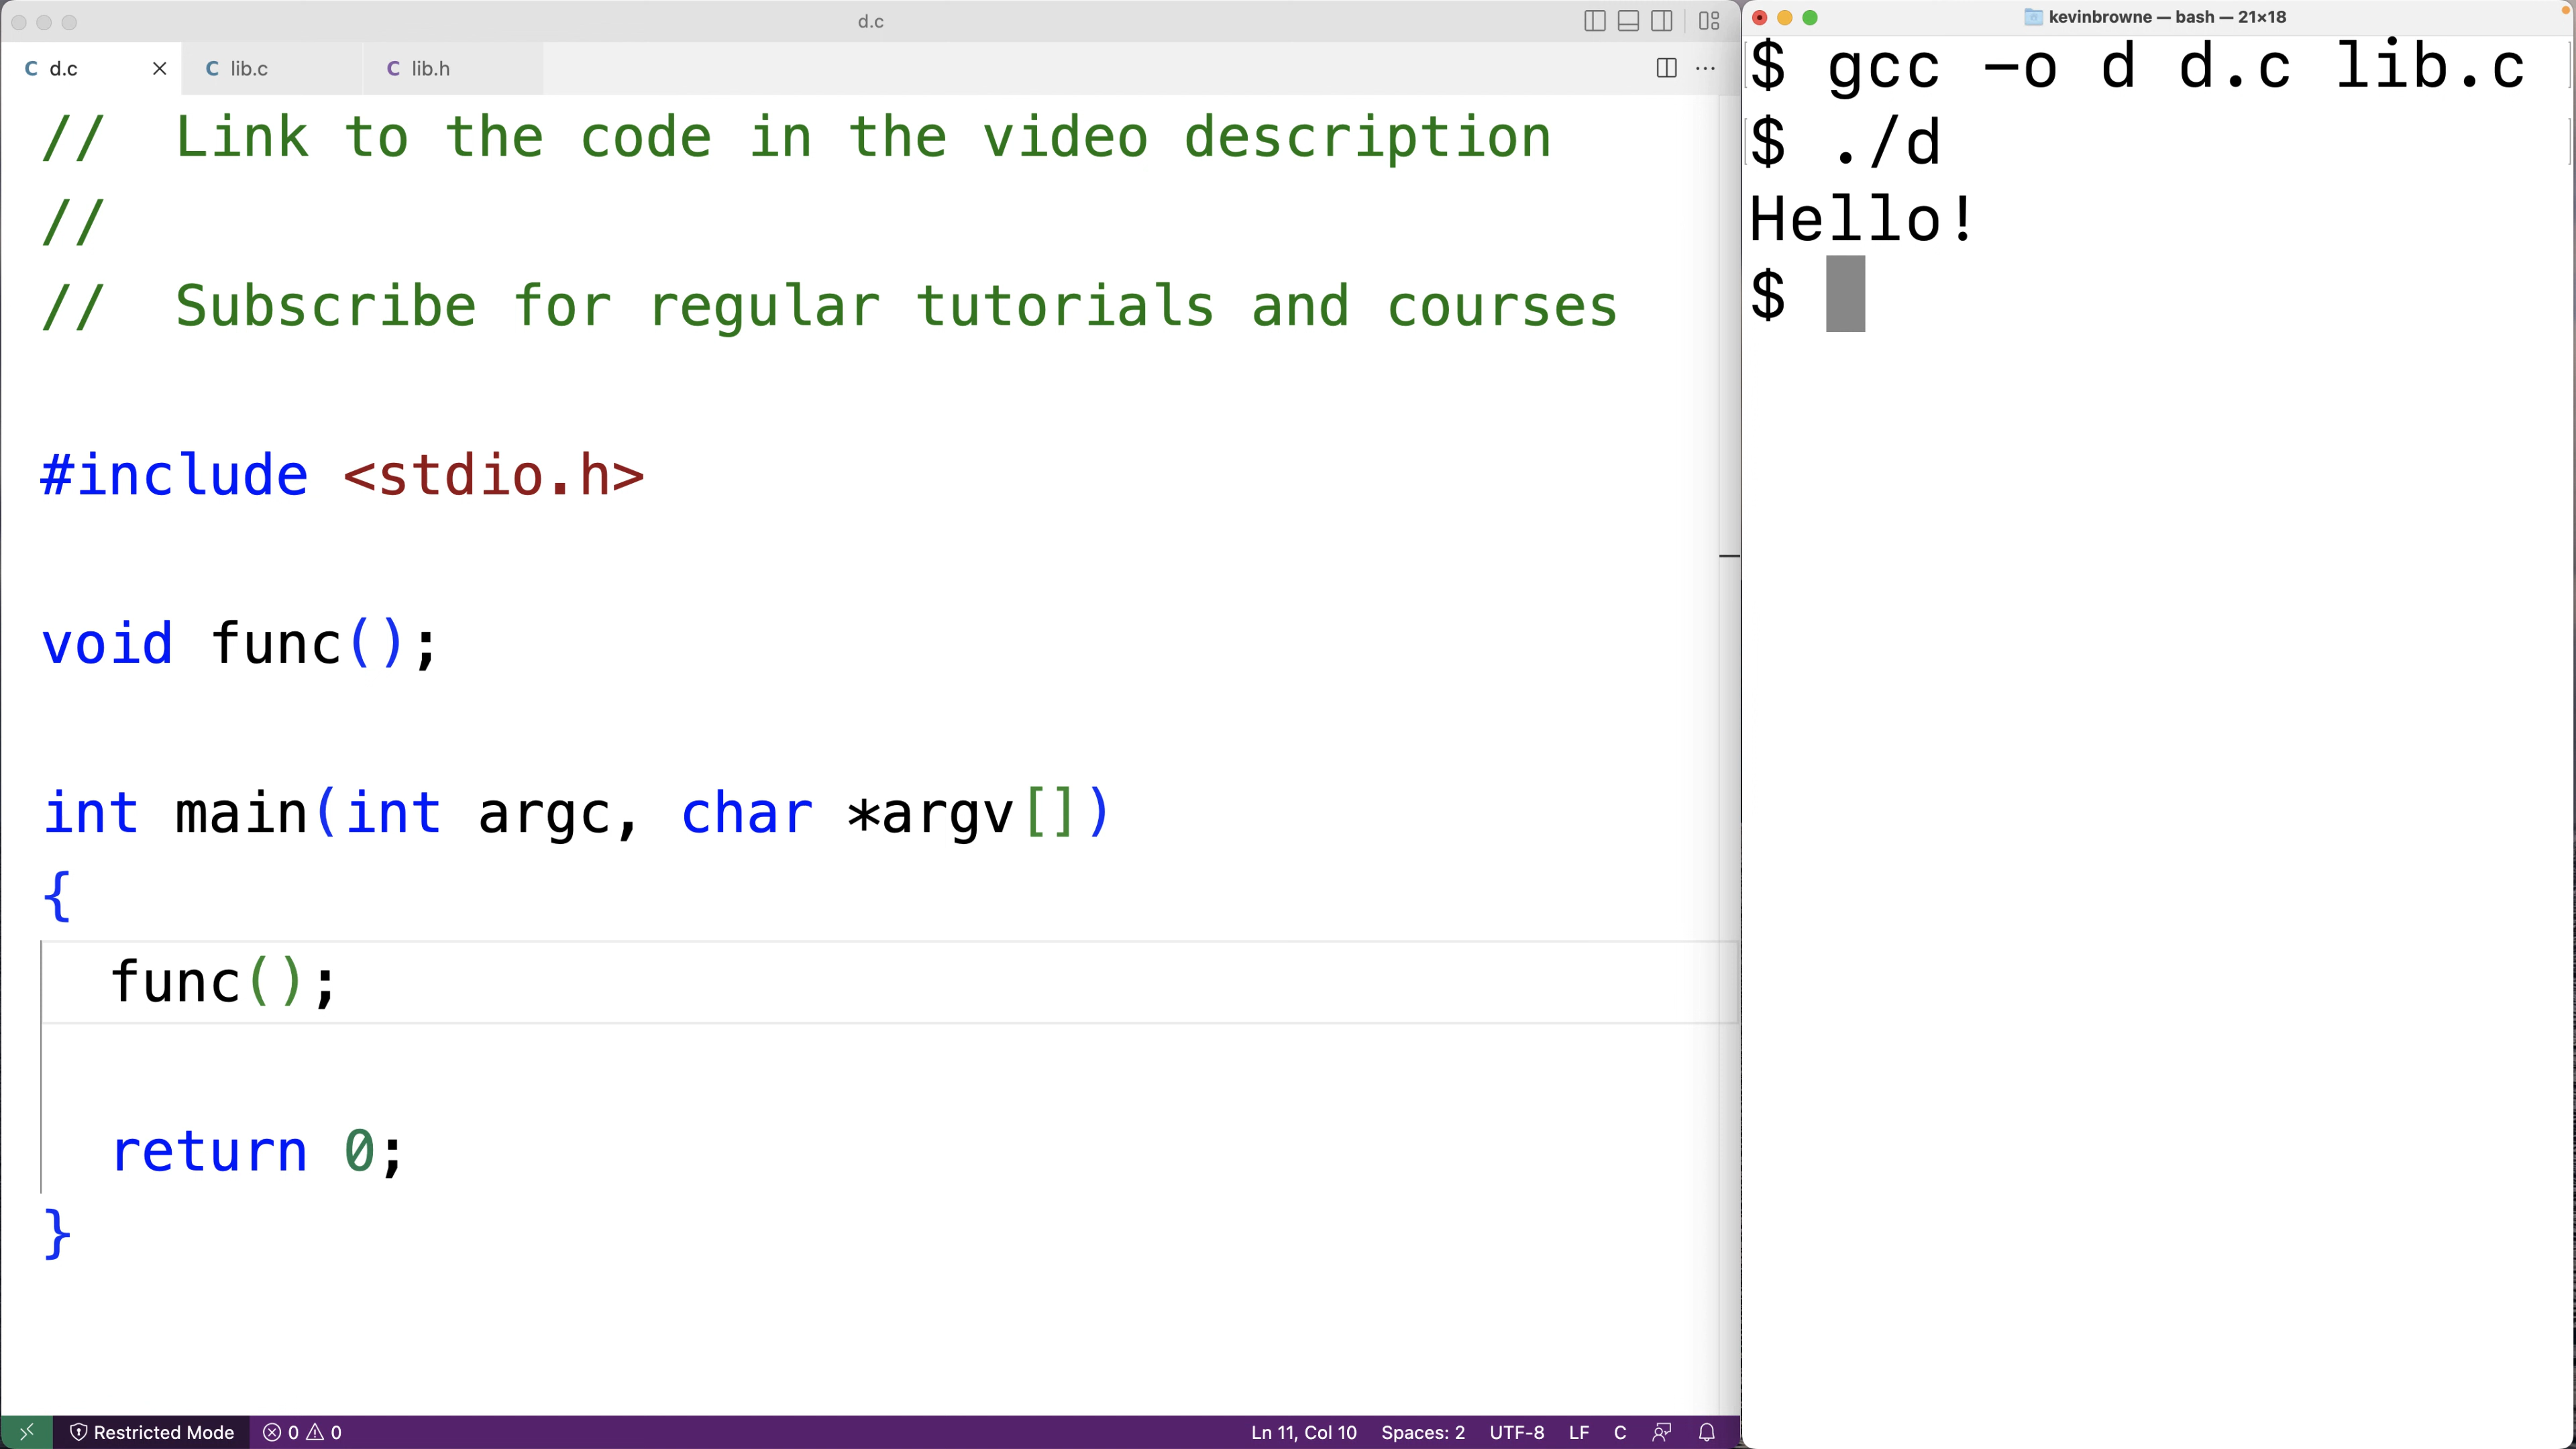 d.c
C d.c
C lib.c
C lib.h
// Link to the code in the video description
//
// Subscribe for regular tutorials and courses
#include <stdio.h>
void func();
int main(int argc, char *argv[])
{
func();
return 0;
}
Restricted Mode 0 0
Ln 11, Col 10 Spaces: 2 UTF-8 LF C
kevinbrowne — bash — 21×18
$ gcc -o d d.c lib.c
$ ./d
Hello!
$